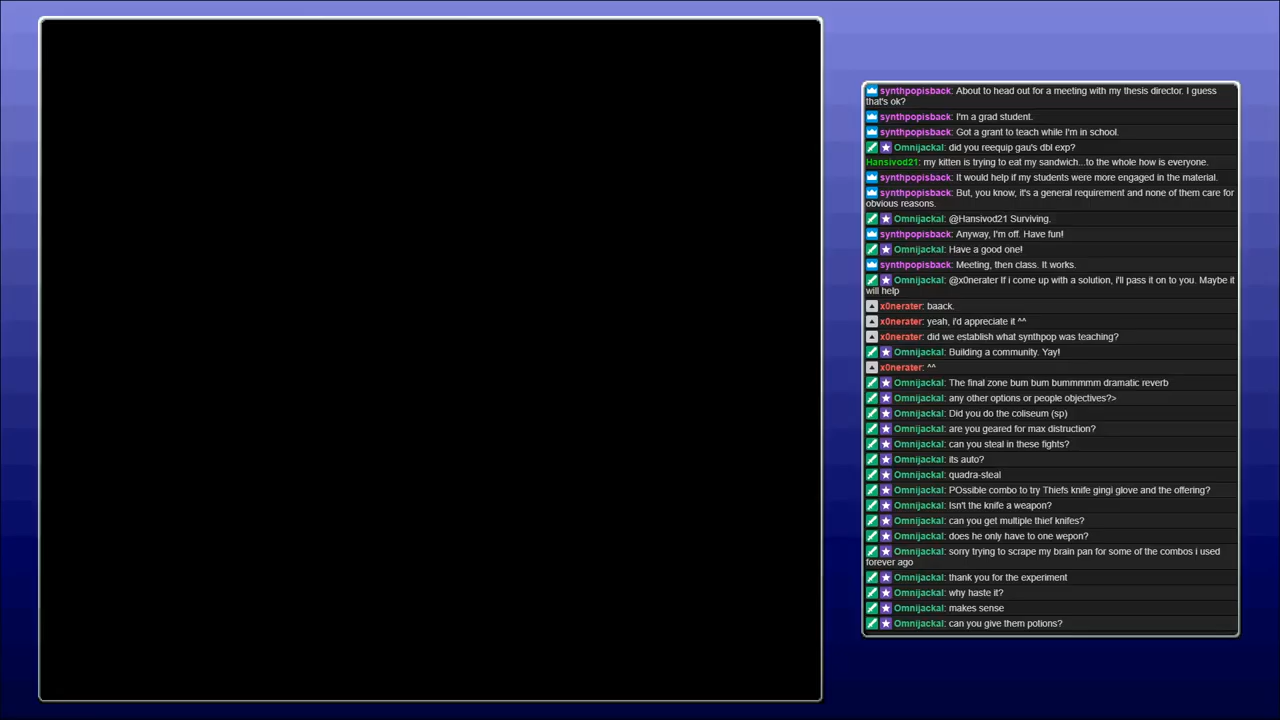 synthpopisback: About to head out for a meeting with my thesis director. I guess
that's ok?
synthpopisback: I'm a grad student.
synthpopisback: Got a grant to teach while I'm in school.
Omnijackal: did you reequip gau's dbl exp?
Hansivod21: my kitten is trying to eat my sandwich...to the whole how is everyone.
synthpopisback: It would help if my students were more engaged in the material.
synthpopisback: But, you know, it's a general requirement and none of them care for
obvious reasons.
Omnijackal: @Hansivod21 Surviving.
synthpopisback: Anyway, I'm off. Have fun!
Omnijackal: Have a good one!
synthpopisback: Meeting, then class. It works.
Omnijackal: @x0nerater If i come up with a solution, i'll pass it on to you. Maybe it
will help
x0nerater: baack.
x0nerater: yeah, i'd appreciate it ^^
x0nerater: did we establish what synthpop was teaching?
Omnijackal: Building a community. Yay!
x0nerater: ^^
Omnijackal: The final zone bum bum bummmmm dramatic reverb
Omnijackal: any other options or people objectives?>
Omnijackal: Did you do the coliseum (sp)
Omnijackal: are you geared for max distruction?
Omnijackal: can you steal in these fights?
Omnijackal: its auto?
Omnijackal: quadra-steal
Omnijackal: POssible combo to try Thiefs knife gingi glove and the offering?
Omnijackal: Isn't the knife a weapon?
Omnijackal: can you get multiple thief knifes?
Omnijackal: does he only have to one wepon?
Omnijackal: sorry trying to scrape my brain pan for some of the combos i used
forever ago
Omnijackal: thank you for the experiment
Omnijackal: why haste it?
Omnijackal: makes sense
Omnijackal: can you give them potions?